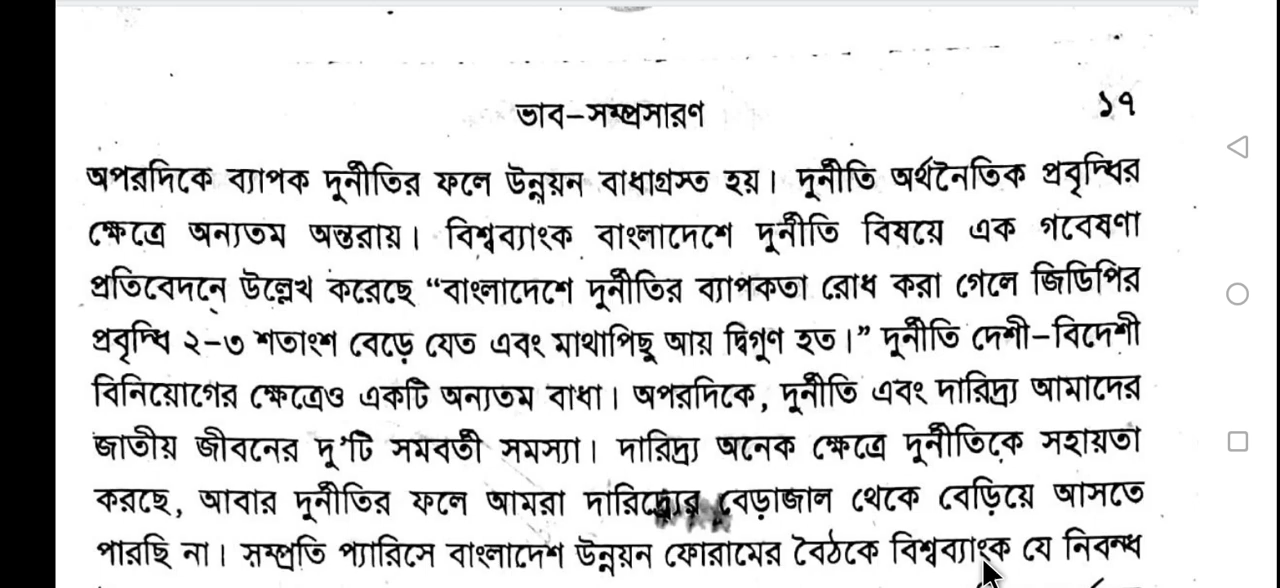 ভাব-সম্প্রসারণ ১৭
অপরদিকে ব্যাপক দুর্নীতির ফলে উন্নয়ন বাধাগ্রস্ত হয়। দুর্নীতি অর্থনৈতিক প্রবৃদ্ধির
ক্ষেত্রে অন্যতম অন্তরায়। বিশ্বব্যাংক বাংলাদেশে দুর্নীতি বিষয়ে এক গবেষণা
প্রতিবেদনে উল্লেখ করেছে “বাংলাদেশে দুর্নীতির ব্যাপকতা রোধ করা গেলে জিডিপির
প্রবৃদ্ধি ২-৩ শতাংশ বেড়ে যেত এবং মাথাপিছু আয় দ্বিগুণ হত।” দুর্নীতি দেশী-বিদেশী
বিনিয়োগের ক্ষেত্রেও একটি অন্যতম বাধা। অপরদিকে, দুর্নীতি এবং দারিদ্র্য আমাদের
জাতীয় জীবনের দু'টি সমবর্তী সমস্যা। দারিদ্র্য অনেক ক্ষেত্রে দুর্নীতিকে সহায়তা
করছে, আবার দুর্নীতির ফলে আমরা দারিদ্র্যের বেড়াজাল থেকে বেড়িয়ে আসতে
পারছি না। সম্প্রতি প্যারিসে বাংলাদেশ উন্নয়ন ফোরামের বৈঠকে বিশ্বব্যাংক যে নিবন্ধ